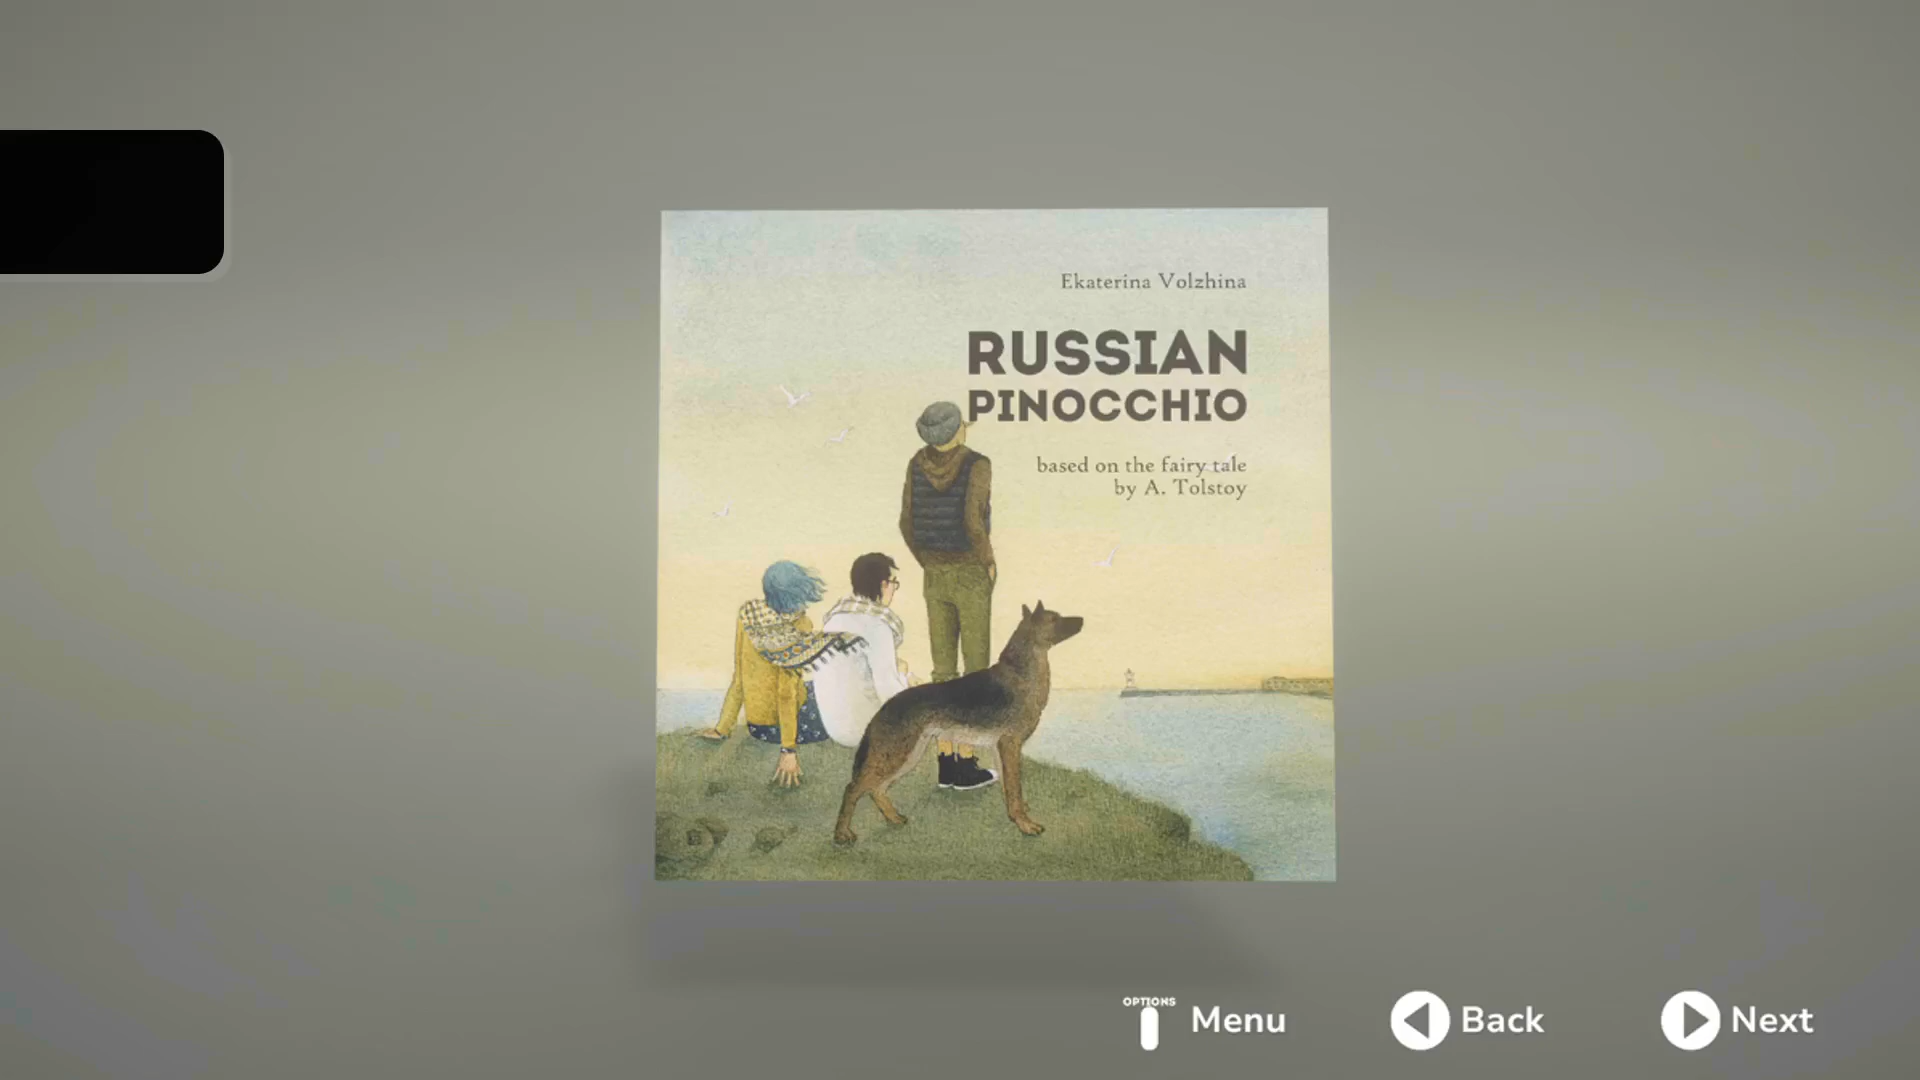 Ekaterina Volzhina
RUSSIAN
PINOCCHIO
based on the fairy tale
by A. Tolstoy
OPTIONS
Menu
Back
Next